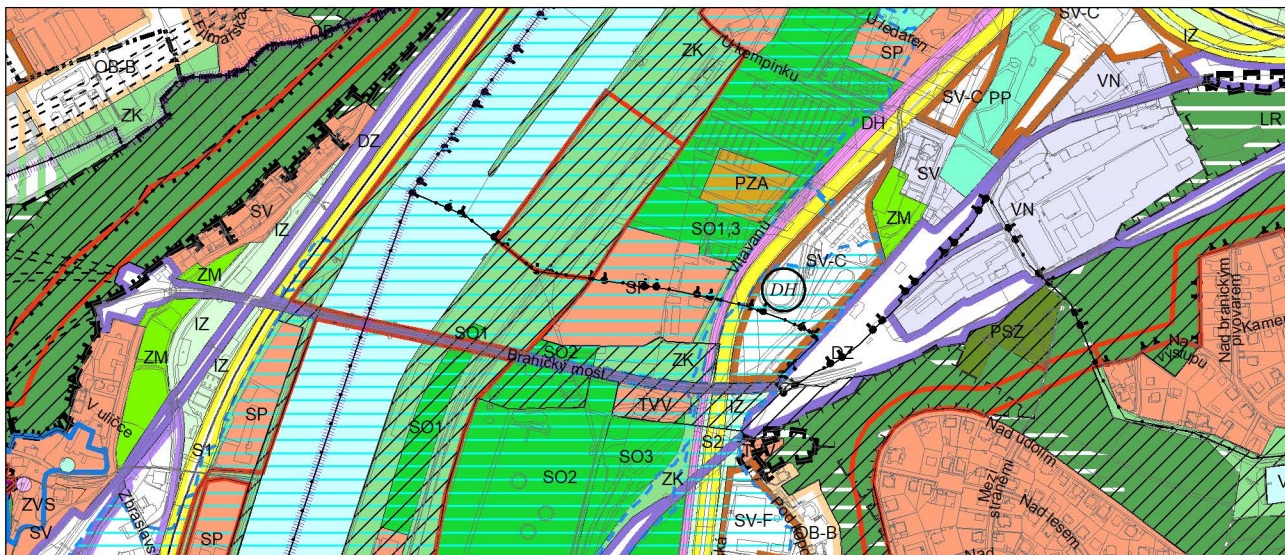 OB-B
ZK
DZ
SV
IZ
ZM
ZM
IZ
IZ
V uličce
SP
S1
ZVS
SV
SP
ZK
U kempinku
U ledáren
SP
SV-C
IZ
VN
SV-C
PP
DH
LR
PZA
SV
VN
SO1,3
ZM
Vltavanů
SV-C
DH
SP
SO1
SO2
Branický most
ZK
DZ
PSZ
Na výstupu
Nad branickým
pivovarem
TVV
IZ
SO1
SO2
SO3
S2
ZK
SV-F
OB-B
Nad údolím
Mezi
stráněmi
Nad lesem
Nad
V